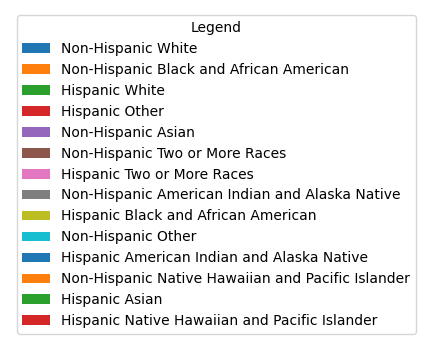 Legend
Non-Hispanic White
Non-Hispanic Black and African American
Hispanic White
Hispanic Other
Non-Hispanic Asian
Non-Hispanic Two or More Races
Hispanic Two or More Races
Non-Hispanic American Indian and Alaska Native
Hispanic Black and African American
Non-Hispanic Other
Hispanic American Indian and Alaska Native
Non-Hispanic Native Hawaiian and Pacific Islander
Hispanic Asian
Hispanic Native Hawaiian and Pacific Islander